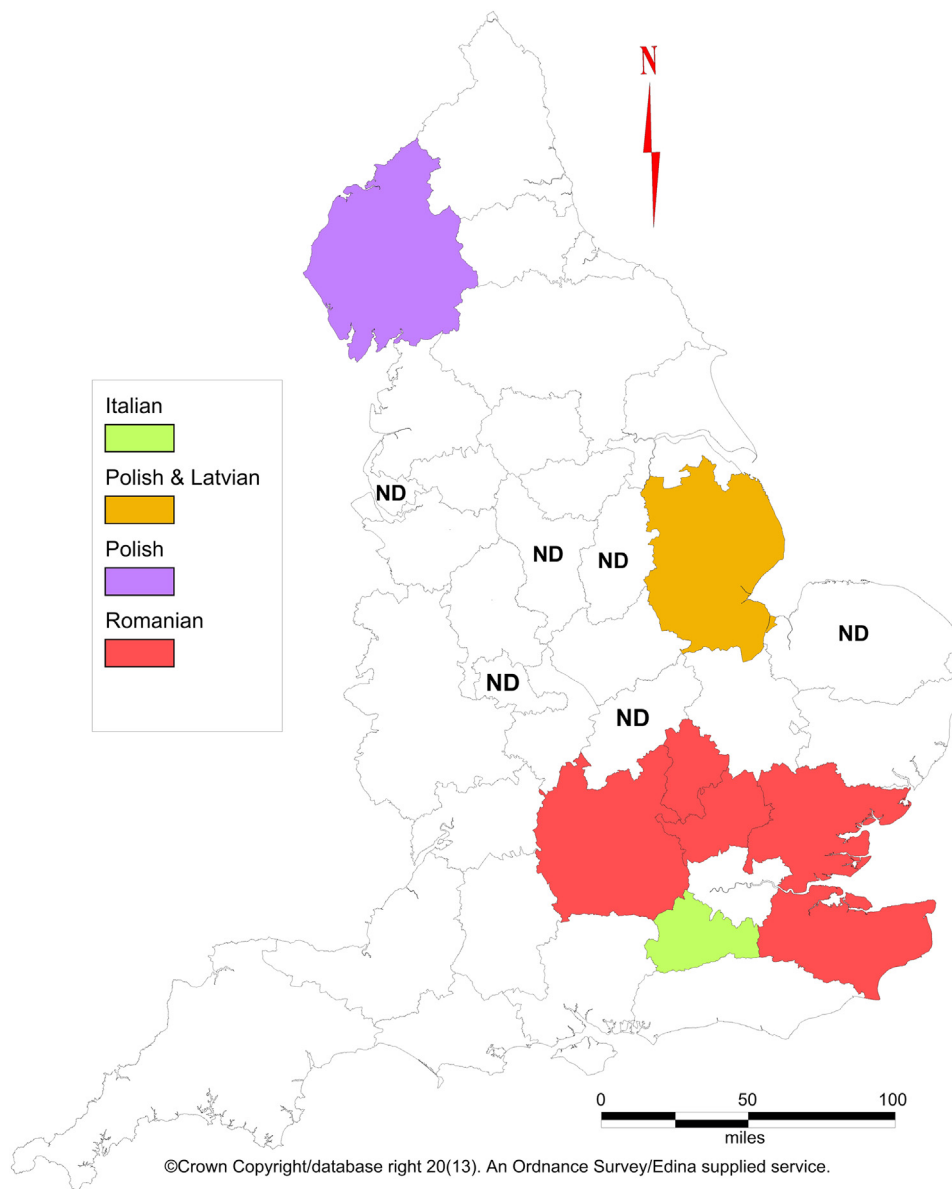 N
Italian
Polish & Latvian
Polish
Romanian
ND
ND
ND
ND
ND
ND
0 50 100
miles
©Crown Copyright/database right 20(13). An Ordnance Survey/Edina supplied service.